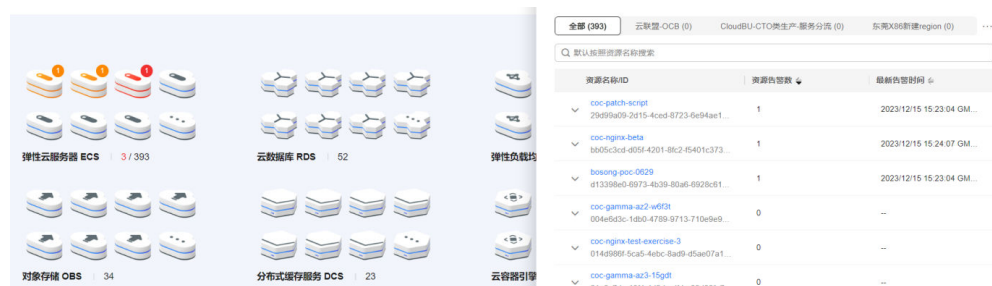 1
1
1
弹性云服务器 ECS 3 / 393
云数据库 RDS 52
弹性负载均
对象存储 OBS 34
分布式缓存服务 DCS 23
云容器引擎
全部 (393) 云联盟-OCB (0) CloudBU-CTO类生产-服务分流 (0) 东莞X86新建region (0) ...
默认按照资源名称搜索
资源名称/ID 资源告警数 最新告警时间
coc-patch-script
29d99a09-2d15-4ced-8723-6e94ae1...
1
2023/12/15 15:23:04 GM...
coc-nginx-beta
bb05c3cd-d05f-4201-8fc2-f5401c373...
1
2023/12/15 15:24:07 GM...
bosong-poc-0629
d13398e0-6973-4b39-80a6-6928c61...
1
2023/12/15 15:23:04 GM...
coc-gamma-az2-w6f3t
004e6d3c-1db0-4789-9713-710e9e9...
0
--
coc-nginx-test-exercise-3
014d986f-5ca5-4ebc-8ad9-d5ae07a1...
0
--
coc-gamma-az3-15gdt
0
--